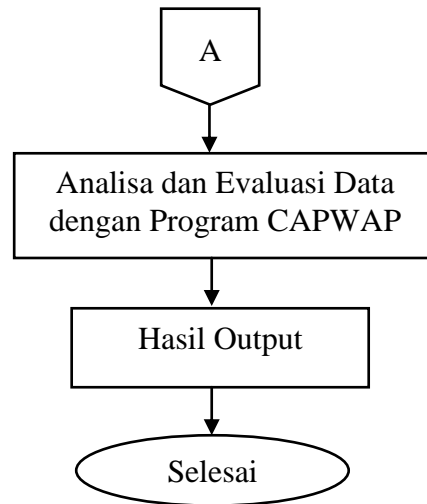 A
Analisa dan Evaluasi Data
dengan Program CAPWAP
Hasil Output
Selesai